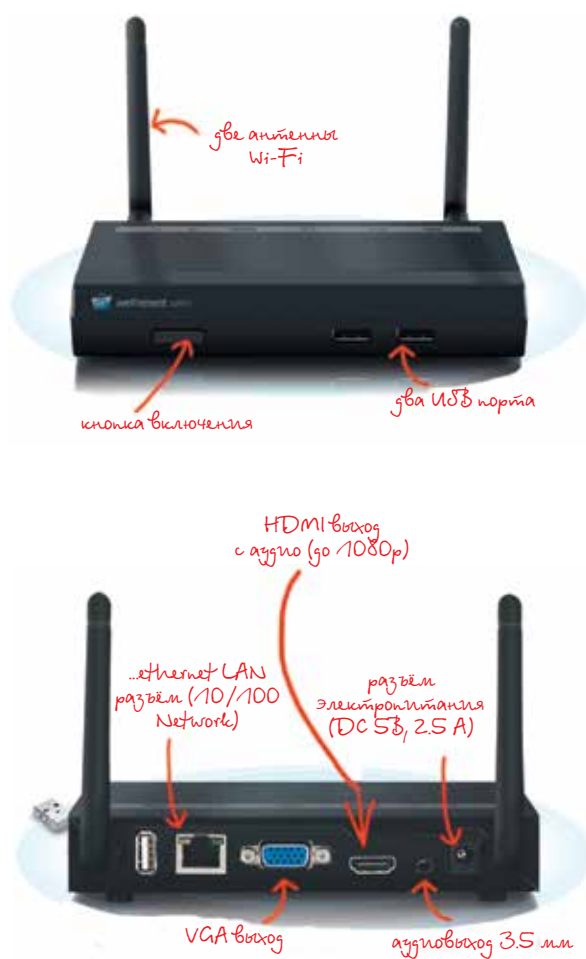 две антенны
Wi-Fi
wePresent
кнопка включения
два USB порта
HDMI выход
с аудио (до 1080p)
...ethernet LAN
разъём (10/100
Network)
разъём
электропитания
(DC 5В, 2.5 А)
VGA выход
аудиовыход 3.5 мм